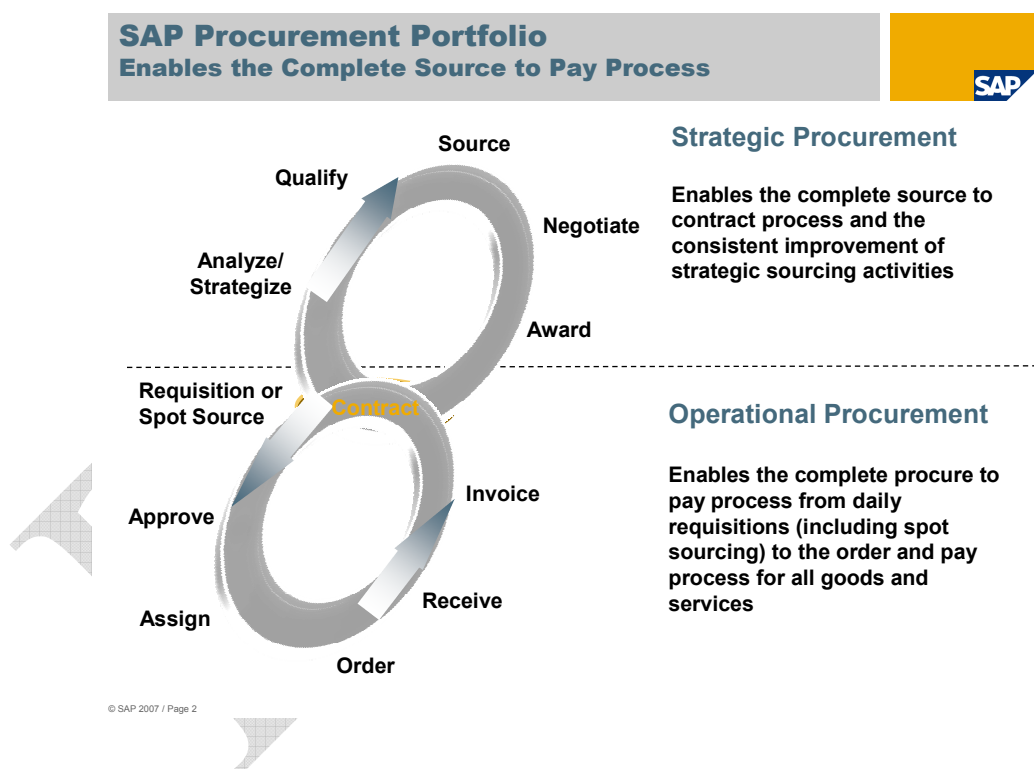 SAP Procurement Portfolio
Enables the Complete Source to Pay Process
SAP
Source
Qualify
Negotiate
Analyze/
Strategize
Award
Strategic Procurement
Enables the complete source to
contract process and the
consistent improvement of
strategic sourcing activities
Requisition or
Spot Source
Contract
Approve
Invoice
Assign
Receive
Order
Operational Procurement
Enables the complete procure to
pay process from daily
requisitions (including spot
sourcing) to the order and pay
process for all goods and
services
© SAP 2007 / Page 2